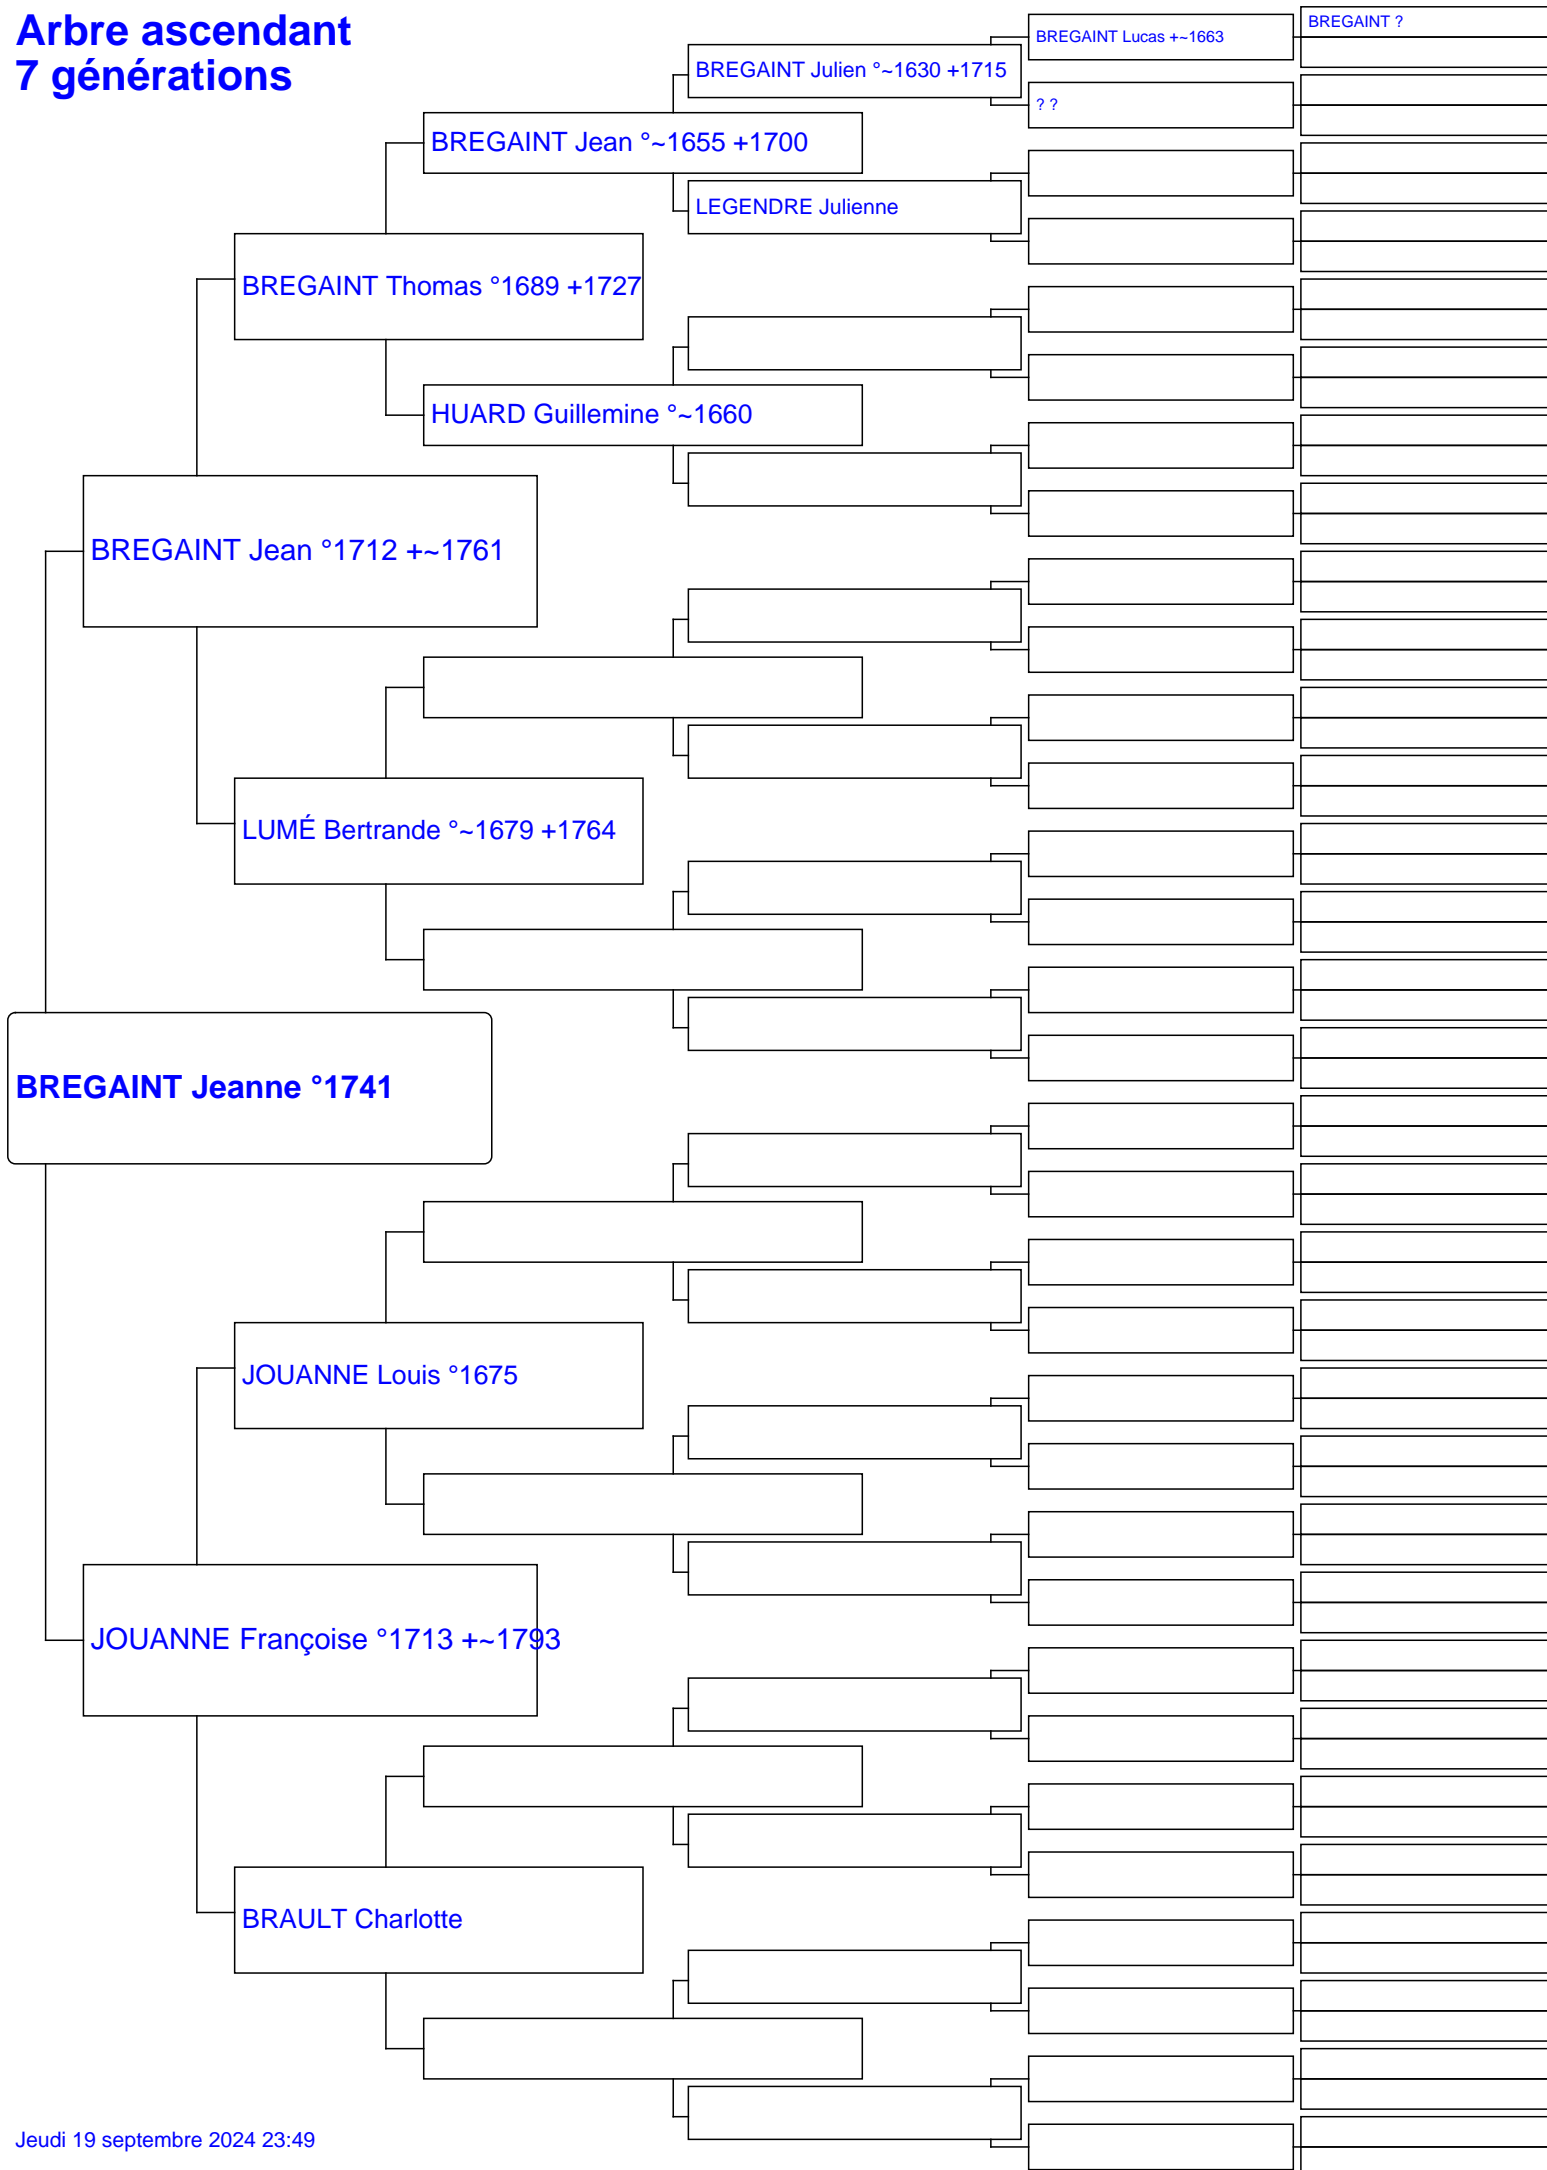 Arbre ascendant
7 générations
BREGAINT ?
BREGAINT Lucas +~1663
BREGAINT Julien °~1630 +1715
? ?
BREGAINT Jean °~1655 +1700
LEGENDRE Julienne
BREGAINT Thomas °1689 +1727
HUARD Guillemine °~1660
BREGAINT Jean °1712 +~1761
LUMÉ Bertrande °~1679 +1764
BREGAINT Jeanne °1741
JOUANNE Louis °1675
JOUANNE Françoise °1713 +~1793
BRAULT Charlotte
Jeudi 19 septembre 2024 23:49